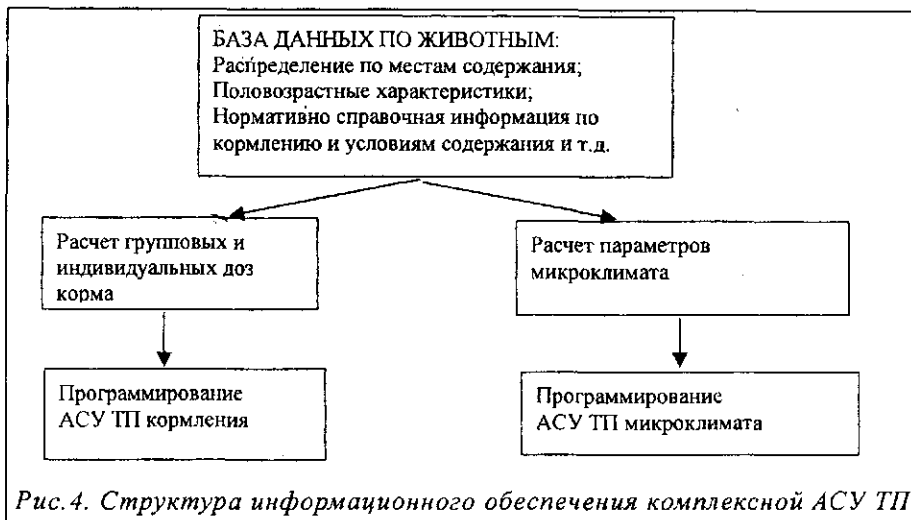 БАЗА ДАННЫХ ПО ЖИВОТНЫМ:
Распределение по местам содержания;
Половозрастные характеристики;
Нормативно справочная информация по
кормлению и условиям содержания и т.д.
Расчет групповых и
индивидуальных доз
корма
Расчет параметров
микроклимата
Программирование
АСУ ТП кормления
Программирование
АСУ ТП микроклимата
Рис.4. Структура информационного обеспечения комплексной АСУ ТП